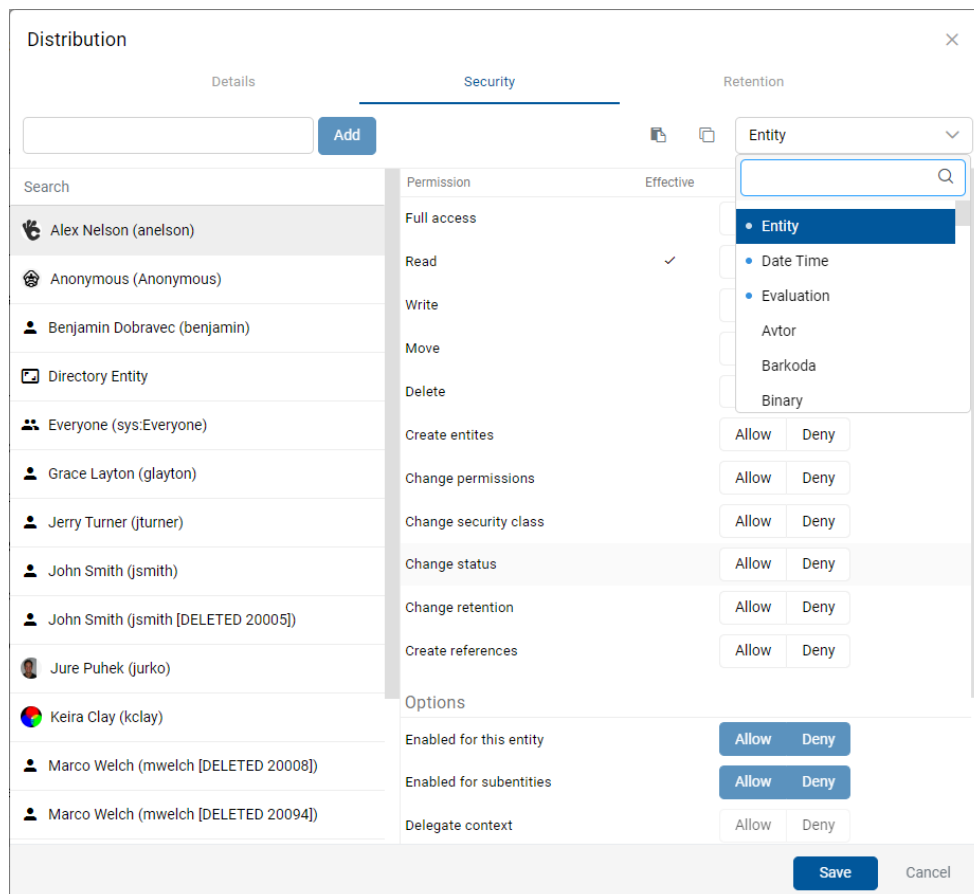 Distribution
Details Security Retention
Add Entity
Search
Alex Nelson (anelson)
Anonymous (Anonymous)
Benjamin Dobravec (benjamin)
Directory Entity
Everyone (sys:Everyone)
Grace Layton (glayton)
Jerry Turner (jturner)
John Smith (jsmith)
John Smith (jsmith [DELETED 20005])
Jure Puhek (jurko)
Keira Clay (kclay)
Marco Welch (mwelch [DELETED 20008])
Marco Welch (mwelch [DELETED 20094])
Permission Effective
Full access
Read
Write
Move
Delete
Create entites Allow Deny
Change permissions Allow Deny
Change security class Allow Deny
Change status Allow Deny
Change retention Allow Deny
Create references Allow Deny
Options
Enabled for this entity Allow Deny
Enabled for subentities Allow Deny
Delegate context Allow Deny
Entity
Date Time
Evaluation
Avtor
Barkoda
Binary
Save Cancel